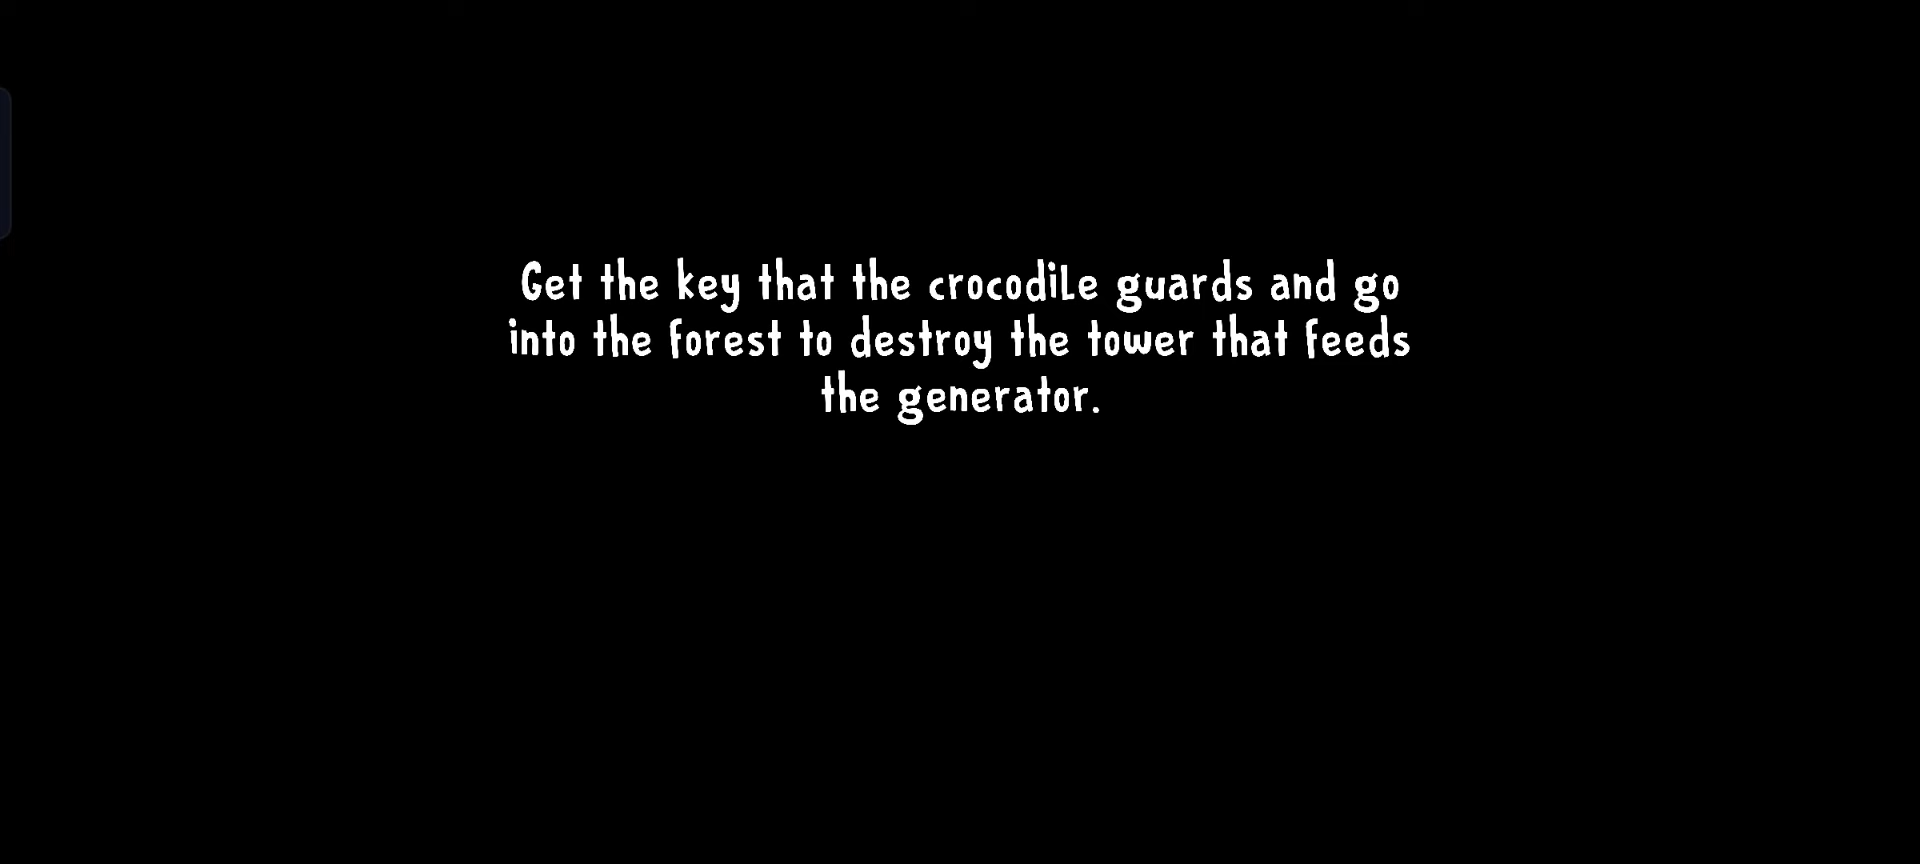 Get the key that the crocodile guards and go
into the forest to destroy the tower that feeds
the generator.